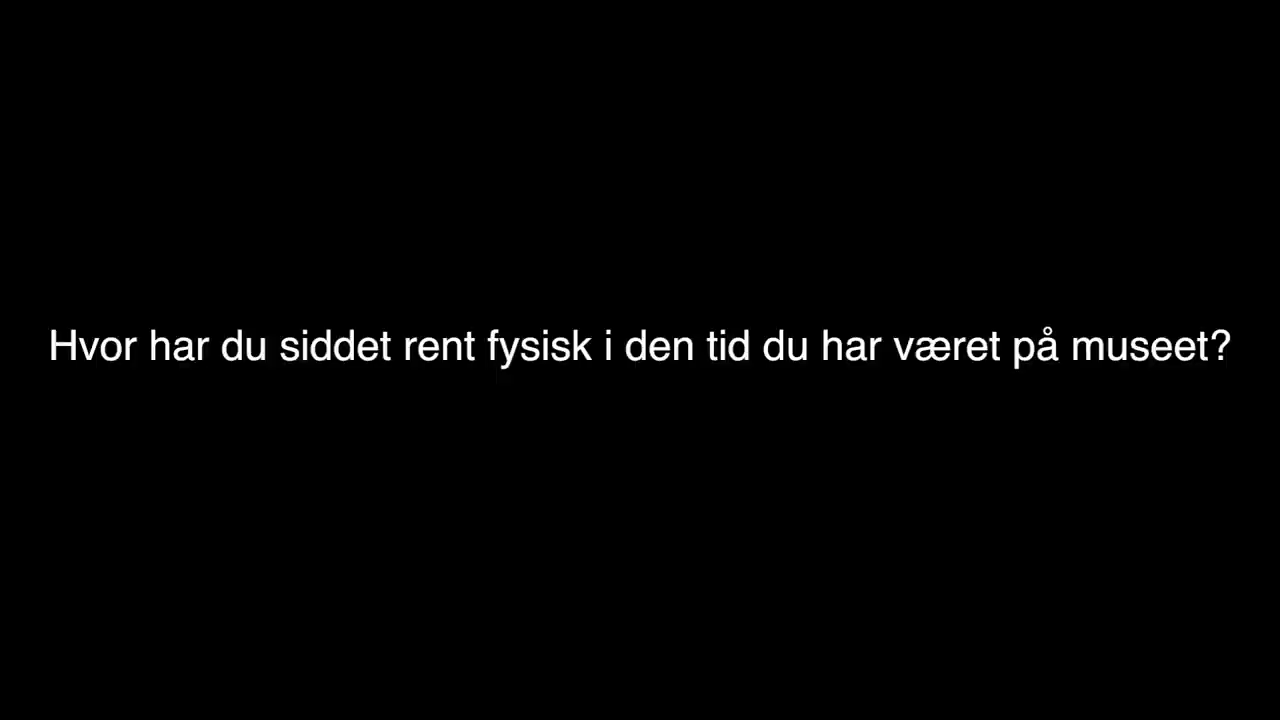 Hvor har du siddet rent fysisk i den tid du har været på museet?